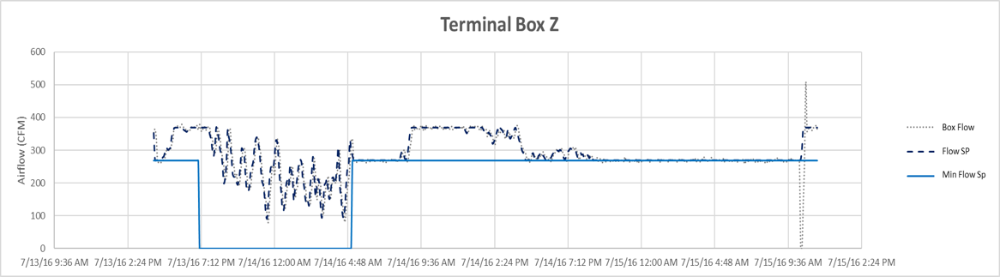 Terminal Box Z
600
500
400
300
200
100
0
Airflow (CFM)
7/13/16 9:36 AM 7/13/16 2:24 PM 7/13/16 7:12 PM 7/14/16 12:00 AM 7/14/16 4:48 AM 7/14/16 9:36 AM 7/14/16 2:24 PM 7/14/16 7:12 PM 7/15/16 12:00 AM 7/15/16 4:48 AM 7/15/16 9:36 AM 7/15/16 2:24 PM
Box Flow
Flow SP
Min Flow Sp